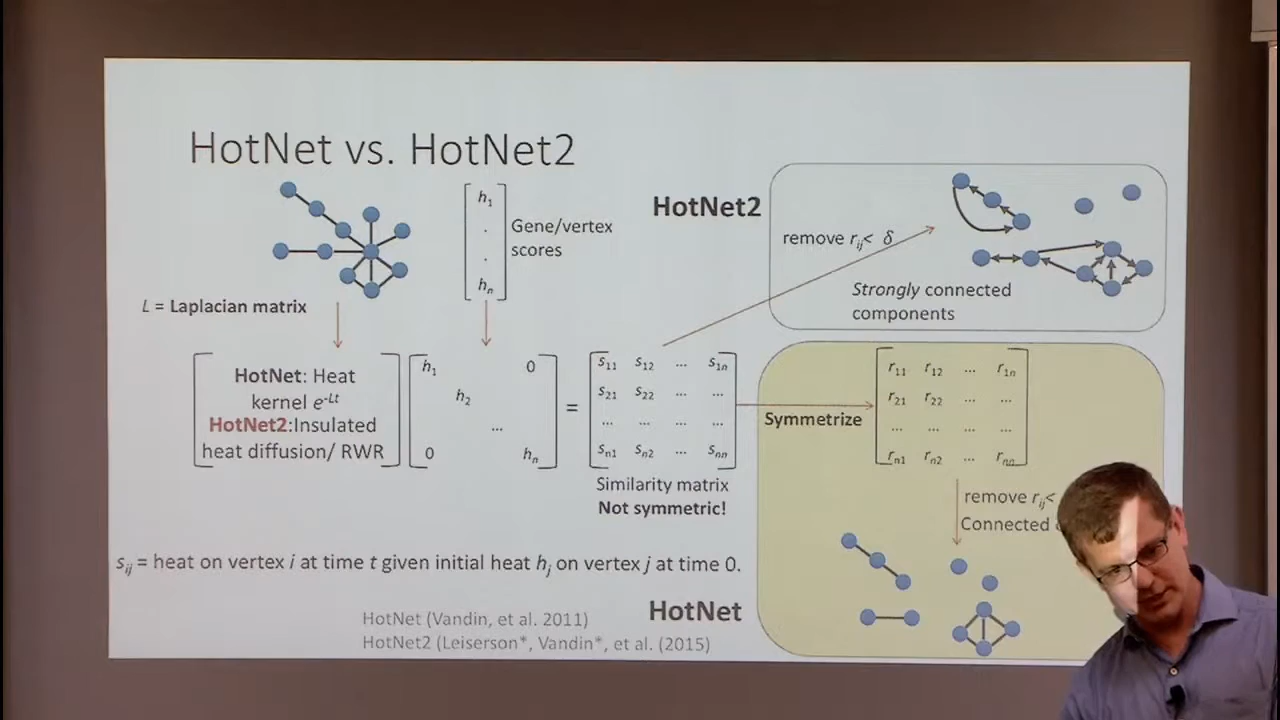 HotNet vs. HotNet2
h1
.
.
hn
Gene/vertex
scores
HotNet2
remove rij< δ
Strongly connected
components
L = Laplacian matrix
HotNet: Heat
kernel e-Lt
HotNet2:Insulated
heat diffusion/ RWR
h1 0
h2
...
0 hn
=
s11 s12 ... s1n
s21 s22 ... ...
... ... ... ...
sn1 sn2 ... snn
Similarity matrix
Not symmetric!
Symmetrize
r11 r12 ... r1n
r21 r22 ... ...
... ... ... ...
rn1 rn2 ... rnn
remove rij<
Connected
sij = heat on vertex i at time t given initial heat hj on vertex j at time 0.
HotNet
HotNet (Vandin, et al. 2011)
HotNet2 (Leiserson*, Vandin*, et al. (2015)